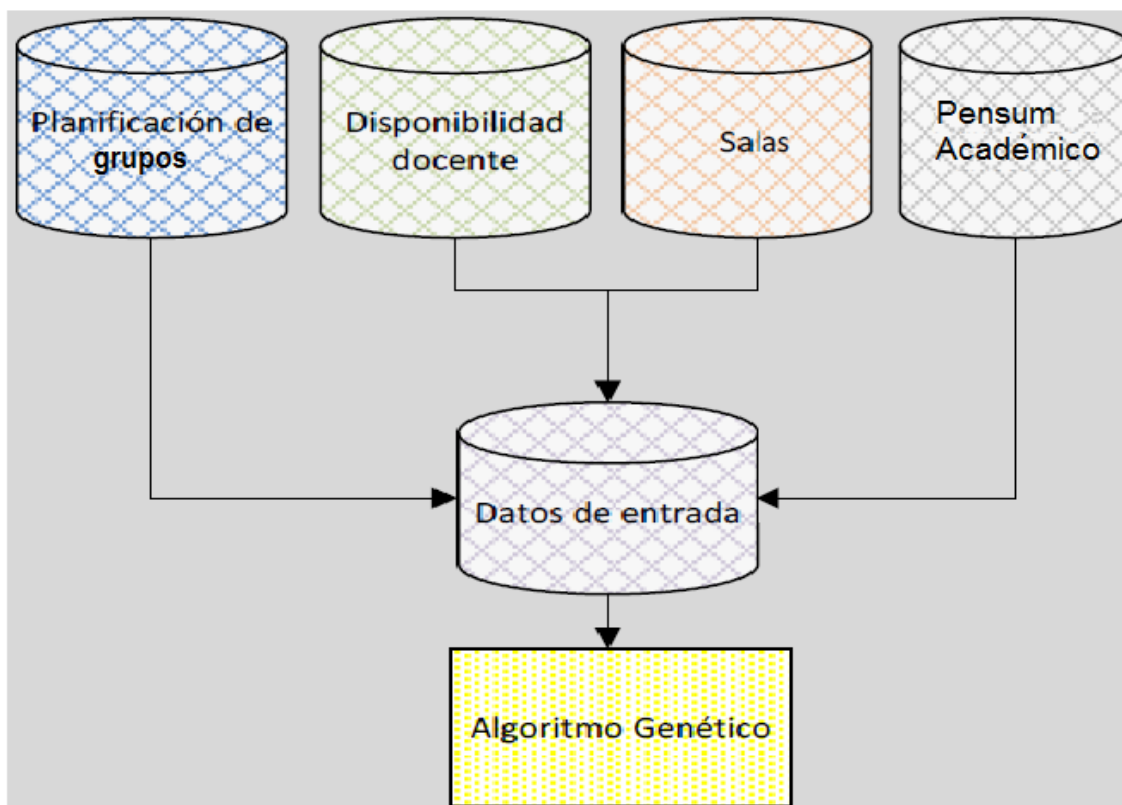 Planificación de
grupos
Disponibilidad
docente
Salas
Pensum
Académico
Datos de entrada
Algoritmo Genético